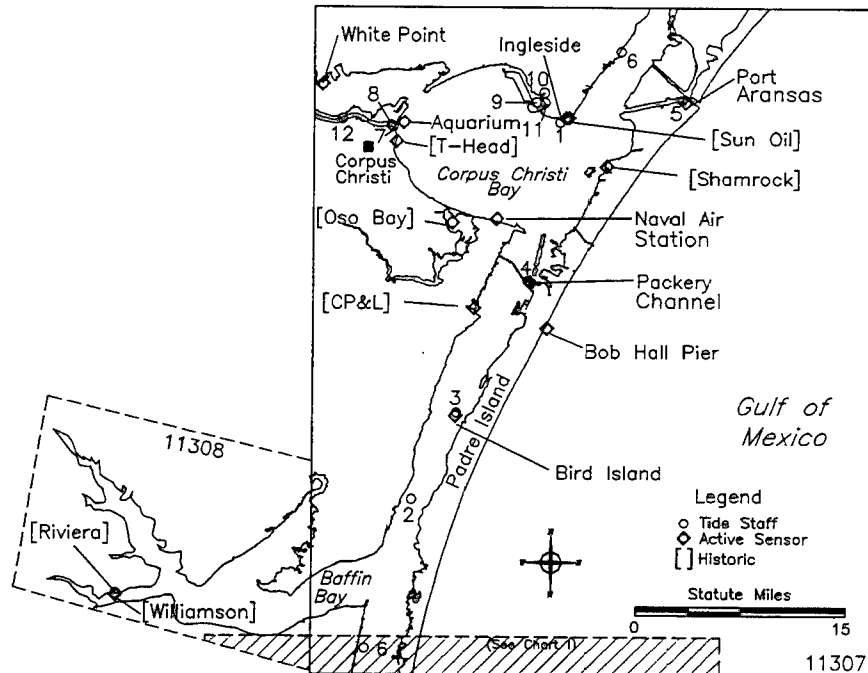 White Point
Ingleside
6
10
9
Port
Aransas
8
Aquarium
11
5
12
7
1
[T-Head]
[Sun Oil]
Corpus
Christi
Corpus Christi
Bay
[Shamrock]
[Oso Bay]
Naval Air
Station
4
Packery
Channel
[CP&L]
Bob Hall Pier
3
Padre Island
Gulf of
Mexico
11308
Bird Island
2
Legend
Tide Staff
Active Sensor
[ ] Historic
[Riviera]
Baffin
Bay
Statute Miles
[Williamson]
0
15
6
(See Chart 1)
11307